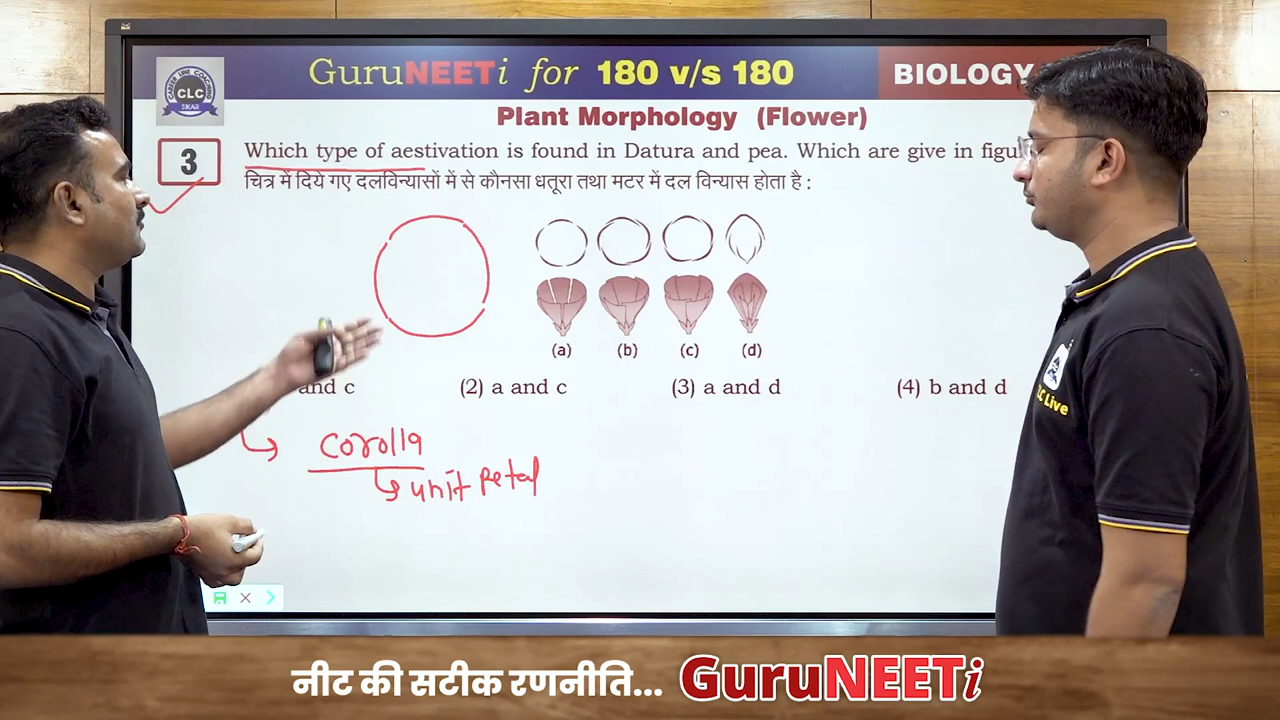 GuruNEETi for 180 v/s 180
BIOLOGY
CLC
SIKAR
Plant Morphology (Flower)
3
Which type of aestivation is found in Datura and pea. Which are give in figu
चित्र में दिये गए दलविन्यासों में से कौनसा धतूरा तथा मटर में दल विन्यास होता है :
(a) (b) (c) (d)
and c (2) a and c (3) a and d (4) b and d
corolla
unit Petal
Live
नीट की सटीक रणनीति... GuruNEETi